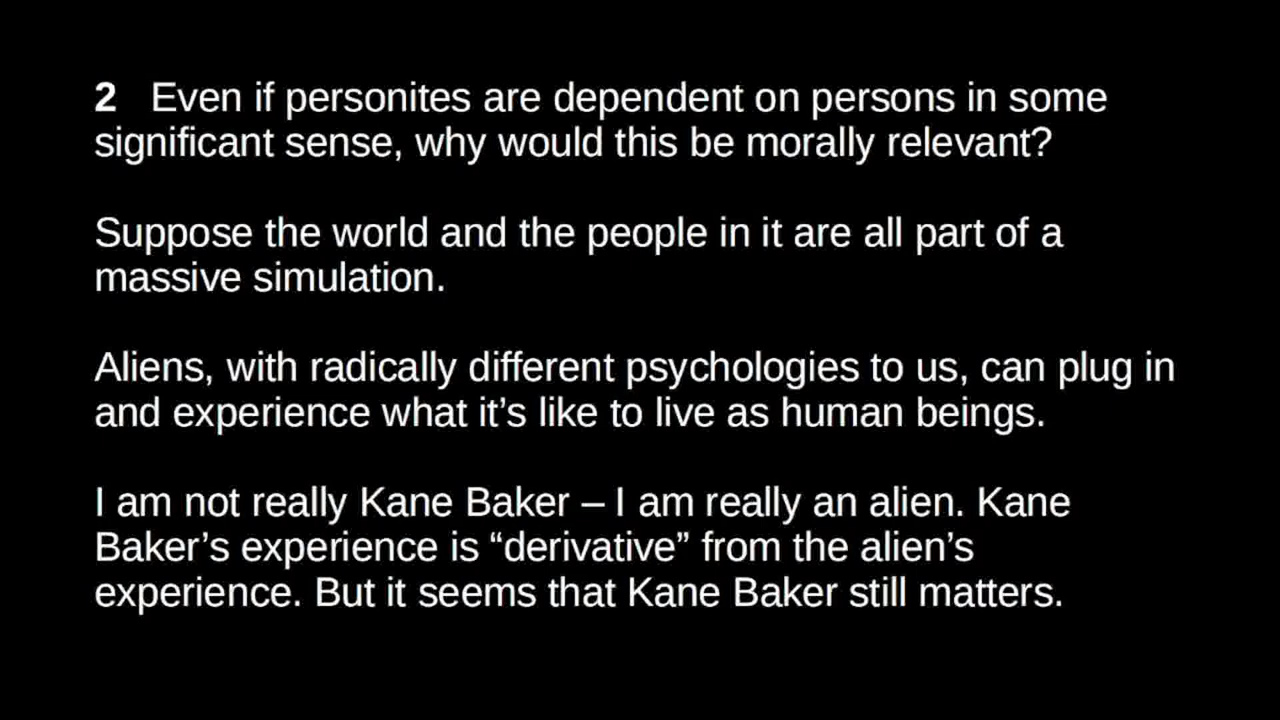 2 Even if personites are dependent on persons in some
significant sense, why would this be morally relevant?
Suppose the world and the people in it are all part of a
massive simulation.
Aliens, with radically different psychologies to us, can plug in
and experience what it’s like to live as human beings.
I am not really Kane Baker – I am really an alien. Kane
Baker’s experience is “derivative” from the alien’s
experience. But it seems that Kane Baker still matters.